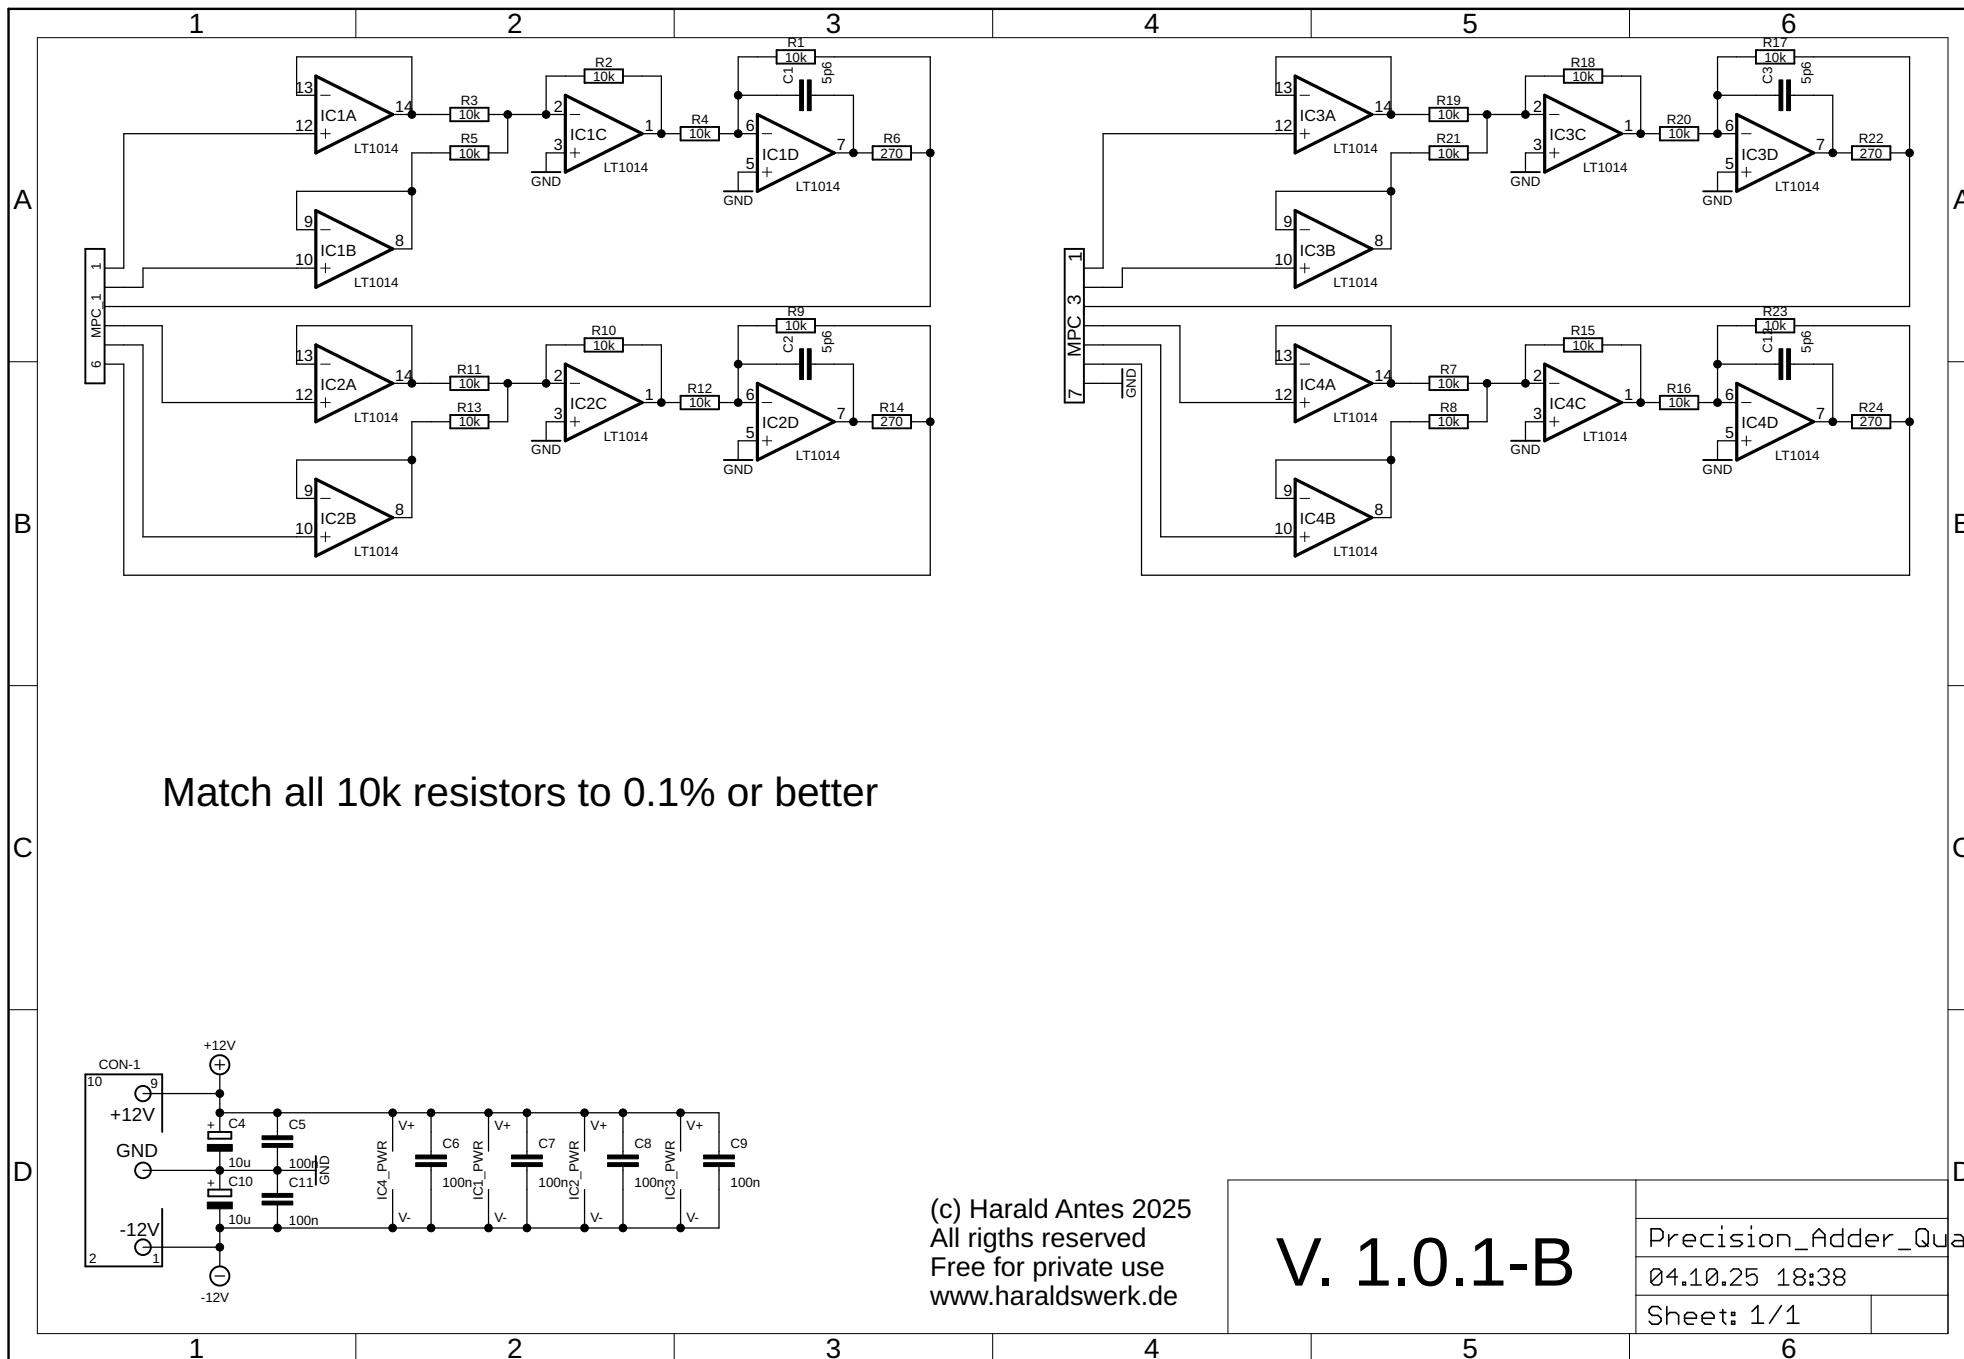 1 2 3 4 5 6
R1
10k
C1
5p6
R2
10k
13
14
IC1A
12
LT1014
R3
10k
R5
10k
2
IC1C
1
3
GND
LT1014
R4
10k
6
IC1D
7
5
GND
LT1014
R6
270
A
9
IC1B
8
10
LT1014
1
MPC_1
6
R9
10k
C2
5p6
R10
10k
13
14
IC2A
12
LT1014
R11
10k
R13
10k
2
IC2C
1
3
GND
LT1014
R12
10k
6
IC2D
7
5
GND
LT1014
R14
270
B
9
IC2B
8
10
LT1014
R17
10k
C3
5p6
R18
10k
13
14
IC3A
12
LT1014
R19
10k
R21
10k
2
IC3C
1
3
GND
LT1014
R20
10k
6
IC3D
7
5
GND
LT1014
R22
270
A
9
IC3B
8
10
LT1014
1
MPC_3
7
GND
R23
10k
C12
5p6
R15
10k
13
14
IC4A
12
LT1014
R7
10k
R8
10k
2
IC4C
1
3
GND
LT1014
R16
10k
6
IC4D
7
5
GND
LT1014
R24
270
B
9
IC4B
8
10
LT1014
Match all 10k resistors to 0.1% or better
C
C
D
D
+12V
CON-1
10
9
+12V
GND
-12V
2
1
-12V
+ C4
10u
C5
100n
GND
+ C10
10u
C11
100n
V+
IC4_PWR
V-
C6
100n
V+
IC1_PWR
V-
C7
100n
V+
IC2_PWR
V-
C8
100n
V+
IC3_PWR
V-
C9
100n
(c) Harald Antes 2025
All rigths reserved
Free for private use
www.haraldswerk.de
V. 1.0.1-B
Precision_Adder_Qua
04.10.25 18:38
Sheet: 1/1
1 2 3 4 5 6